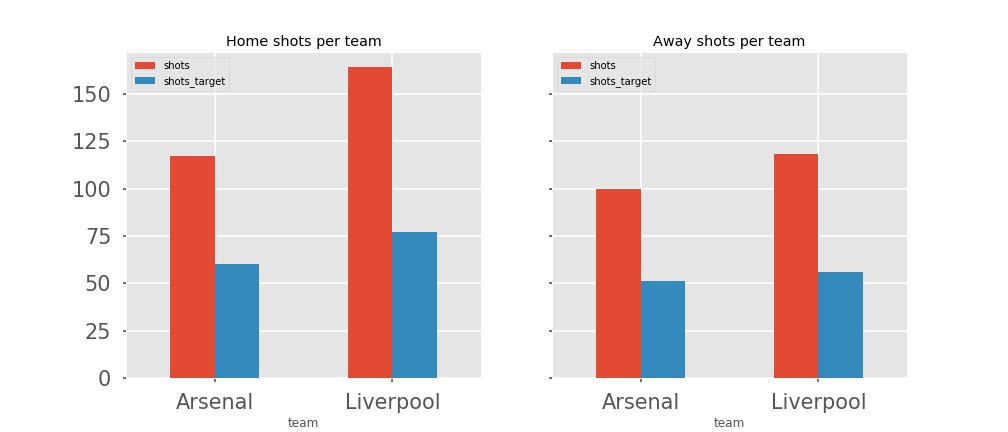 Home shots per team
shots
shots_target
150
125
100
75
50
25
0
Arsenal
Liverpool
team
Away shots per team
shots
shots_target
Arsenal
Liverpool
team